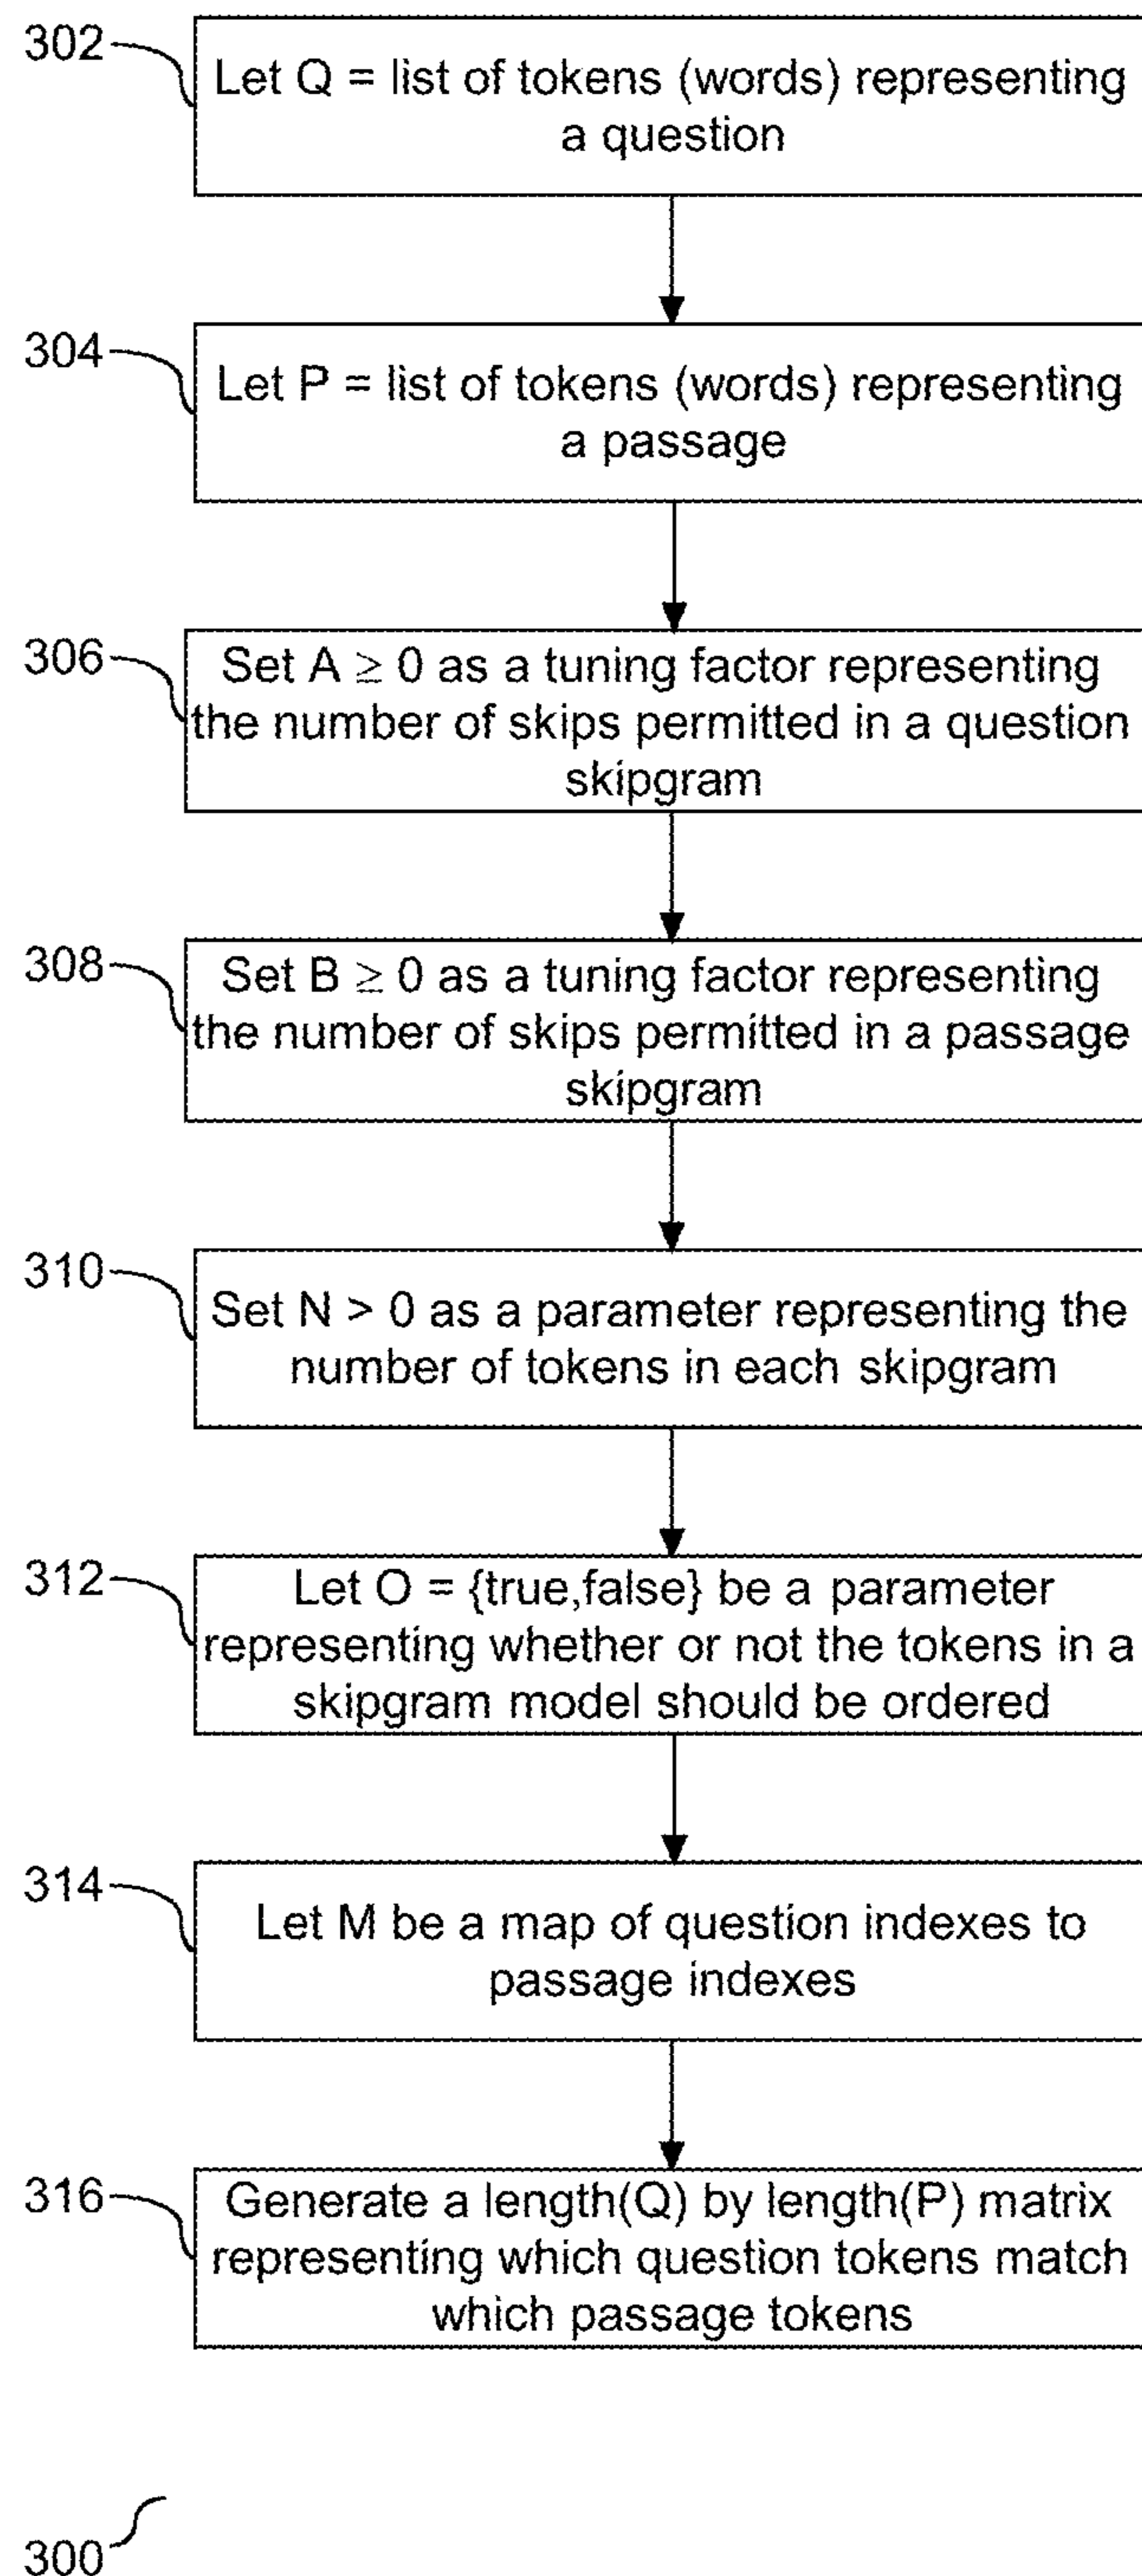 302
Let Q = list of tokens (words) representing
a question
304
Let P = list of tokens (words) representing
a passage
306
Set A ≥ 0 as a tuning factor representing
the number of skips permitted in a question
skipgram
308
Set B ≥ 0 as a tuning factor representing
the number of skips permitted in a passage
skipgram
310
Set N > 0 as a parameter representing the
number of tokens in each skipgram
312
Let O = {true,false} be a parameter
representing whether or not the tokens in a
skipgram model should be ordered
314
Let M be a map of question indexes to
passage indexes
316
Generate a length(Q) by length(P) matrix
representing which question tokens match
which passage tokens
300